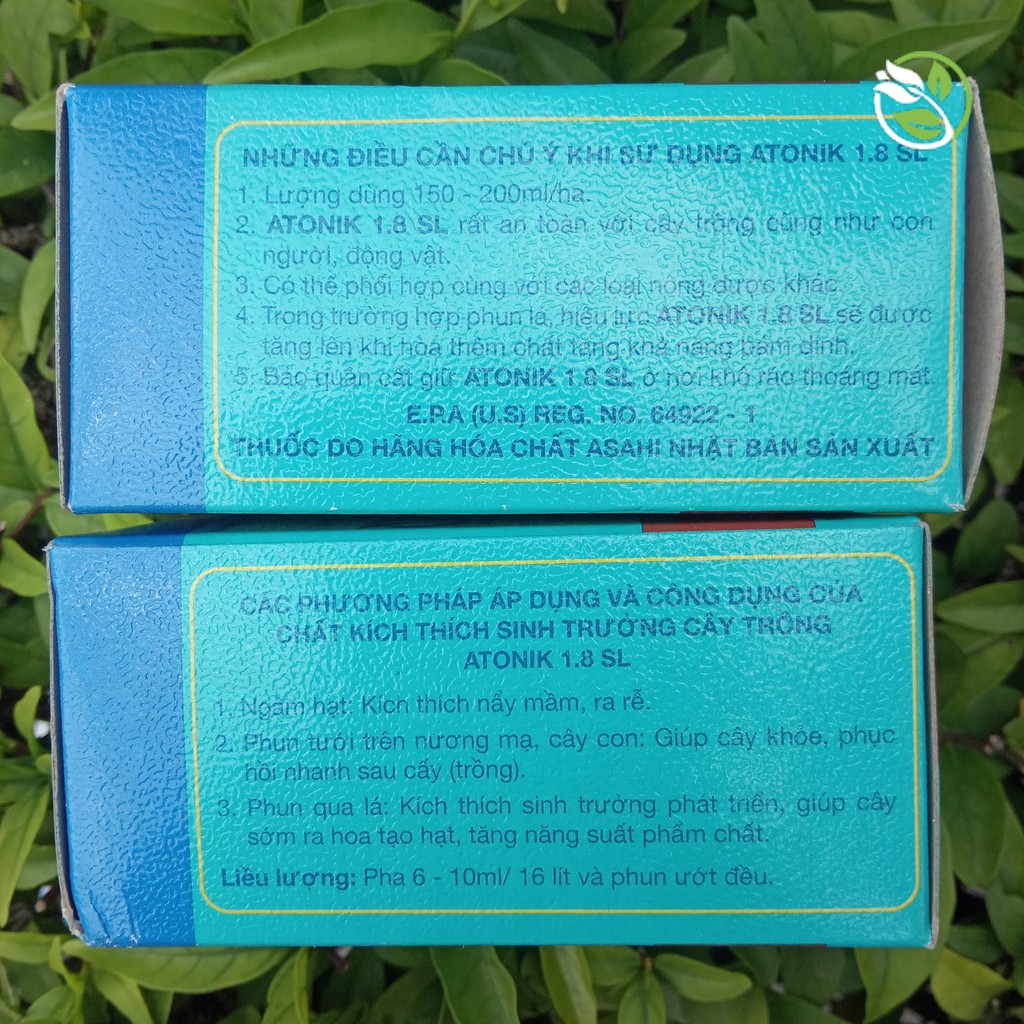 NHỮNG ĐIỀU CẦN CHÚ Ý KHI SỬ DỤNG ATONIK 1.8 SL
1. Lượng dùng 150 - 200ml/ha.
2. ATONIK 1.8 SL rất an toàn với cây trồng cũng như con
người, động vật.
3. Có thể phối hợp cùng với các loại nông dược khác.
4. Trong trường hợp phun lá, hiệu lực ATONIK 1.8 SL sẽ được
tăng lên khi hòa thêm chất tăng khả năng bám dính.
5. Bảo quản cất giữ ATONIK 1.8 SL ở nơi khô ráo thoáng mát.
E.P.A (U.S) REG. NO. 64922 - 1
THUỐC DO HÃNG HÓA CHẤT ASAHI NHẬT BẢN SẢN XUẤT
CÁC PHƯƠNG PHÁP ÁP DỤNG VÀ CÔNG DỤNG CỦA
CHẤT KÍCH THÍCH SINH TRƯỞNG CÂY TRỒNG
ATONIK 1.8 SL
1. Ngâm hạt: Kích thích nẩy mầm, ra rễ.
2. Phun tưới trên nương mạ, cây con: Giúp cây khỏe, phục
hồi nhanh sau cấy (trồng).
3. Phun qua lá: Kích thích sinh trưởng phát triển, giúp cây
sớm ra hoa tạo hạt, tăng năng suất phẩm chất.
Liều lượng: Pha 6 - 10ml/ 16 lít và phun ướt đều.